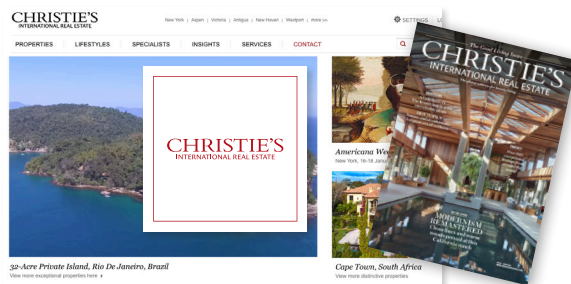 CHRISTIE'S
INTERNATIONAL REAL ESTATE
New York | Aspen | Victoria | Antigua | New Haven | Westport | more >>
SETTINGS
PROPERTIES
LIFESTYLES
SPECIALISTS
INSIGHTS
SERVICES
CONTACT
CHRISTIE'S
INTERNATIONAL REAL ESTATE
32-Acre Private Island, Rio De Janeiro, Brazil
View more exceptional properties here
Americana
New York, 16-18
Cape Town, South Africa
View more distinctive properties
The Good Living Issue
CHRISTIE'S
INTERNATIONAL REAL ESTATE
MODERNISM
REMASTERED